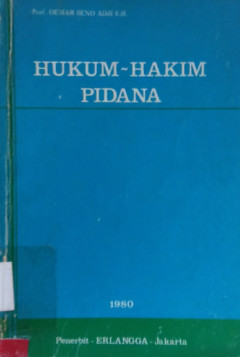 Prof. OEMAR SENO ADJI S.H.
HUKUM-HAKIM
PIDANA
1980
Penerbit - ERLANGGA - Jakarta